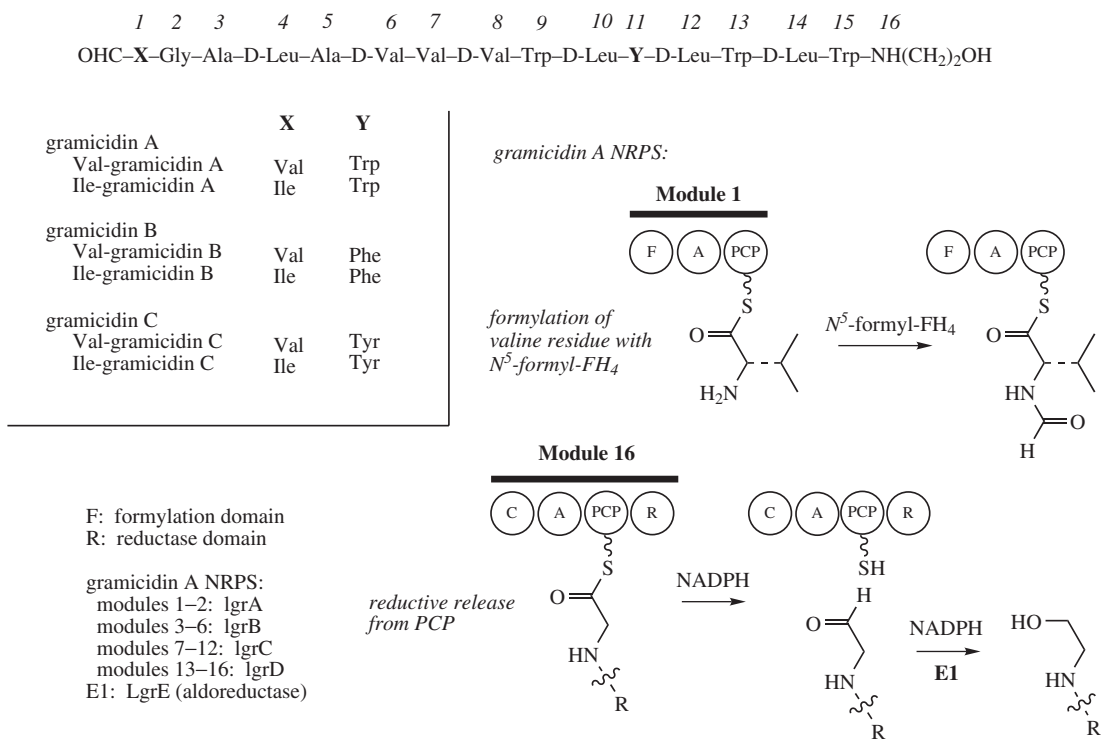 1 2 3 4 5 6 7 8 9 10 11 12 13 14 15 16
OHC–X–Gly–Ala–D-Leu–Ala–D-Val–Val–D-Val–Trp–D-Leu–Y–D-Leu–Trp–D-Leu–Trp–NH(CH2)2OH
X Y
gramicidin A
Val-gramicidin A Val Trp
Ile-gramicidin A Ile Trp
gramicidin B
Val-gramicidin B Val Phe
Ile-gramicidin B Ile Phe
gramicidin C
Val-gramicidin C Val Tyr
Ile-gramicidin C Ile Tyr
gramicidin A NRPS:
Module 1
F A PCP
F A PCP
S
S
O
O
formylation of
valine residue with
N5-formyl-FH4
N5-formyl-FH4
H2N
HN
O
H
Module 16
C A PCP R
C A PCP R
S
SH
F: formylation domain
R: reductase domain
gramicidin A NRPS:
modules 1–2: lgrA
modules 3–6: lgrB
modules 7–12: lgrC
modules 13–16: lgrD
E1: LgrE (aldoreductase)
reductive release
from PCP
O
HN
R
NADPH
H
O
HN
R
NADPH
E1
HO
HN
R